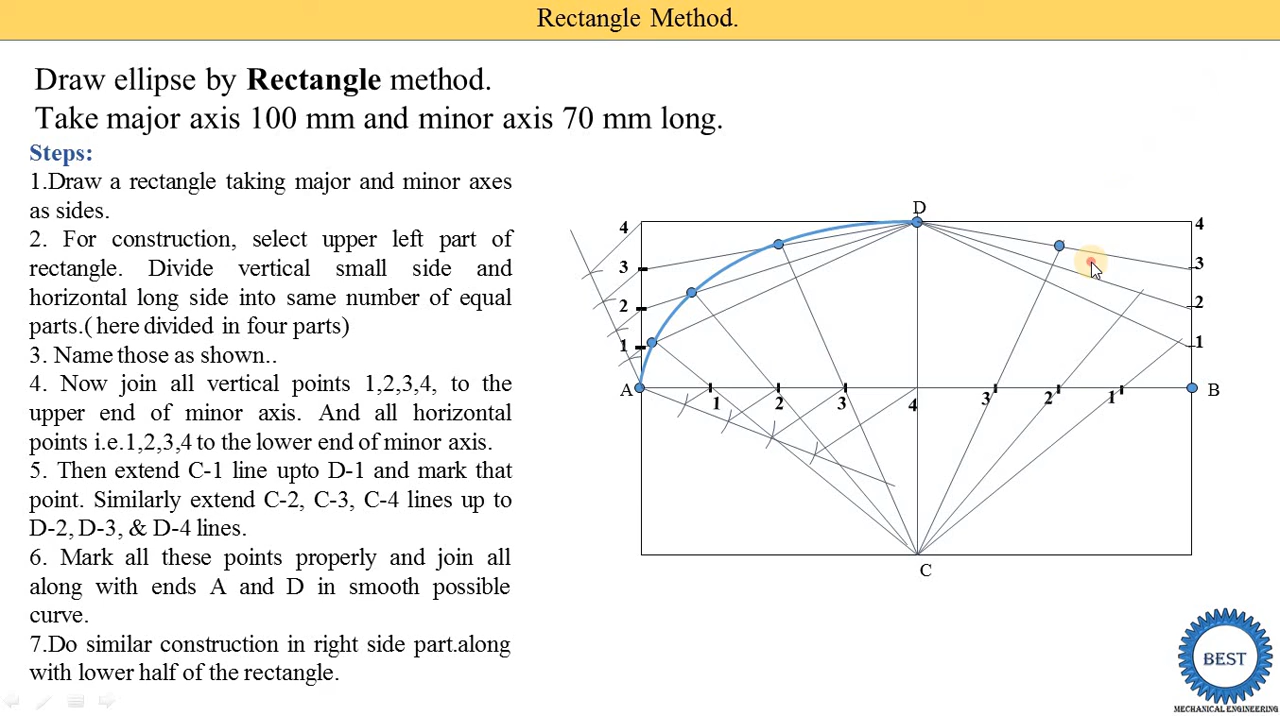 Rectangle Method.
Draw ellipse by Rectangle method.
Take major axis 100 mm and minor axis 70 mm long.
Steps:
1.Draw a rectangle taking major and minor axes
as sides.
2. For construction, select upper left part of
rectangle. Divide vertical small side and
horizontal long side into same number of equal
parts.( here divided in four parts)
3. Name those as shown..
4. Now join all vertical points 1,2,3,4, to the
upper end of minor axis. And all horizontal
points i.e.1,2,3,4 to the lower end of minor axis.
5. Then extend C-1 line upto D-1 and mark that
point. Similarly extend C-2, C-3, C-4 lines up to
D-2, D-3, & D-4 lines.
6. Mark all these points properly and join all
along with ends A and D in smooth possible
curve.
7.Do similar construction in right side part.along
with lower half of the rectangle.
D
4
4
3
3
2
2
1
1
A
B
1
2
3
4
3
2
1
C
BEST
MECHANICAL ENGINEERING